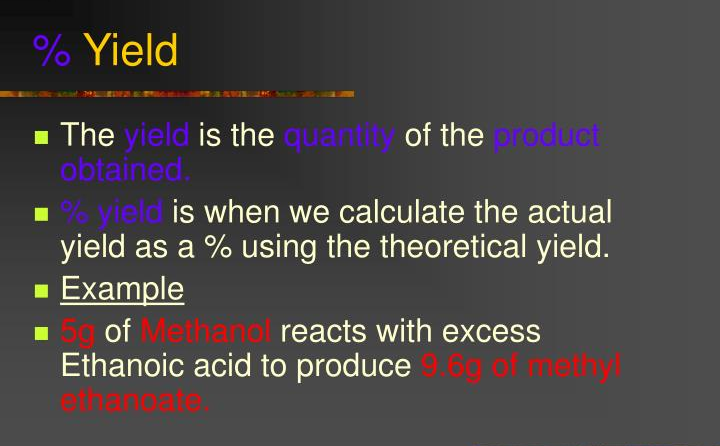 % Yield
The yield is the quantity of the product
obtained.
% yield is when we calculate the actual
yield as a % using the theoretical yield.
Example
5g of Methanol reacts with excess
Ethanoic acid to produce 9.6g of methyl
ethanoate.